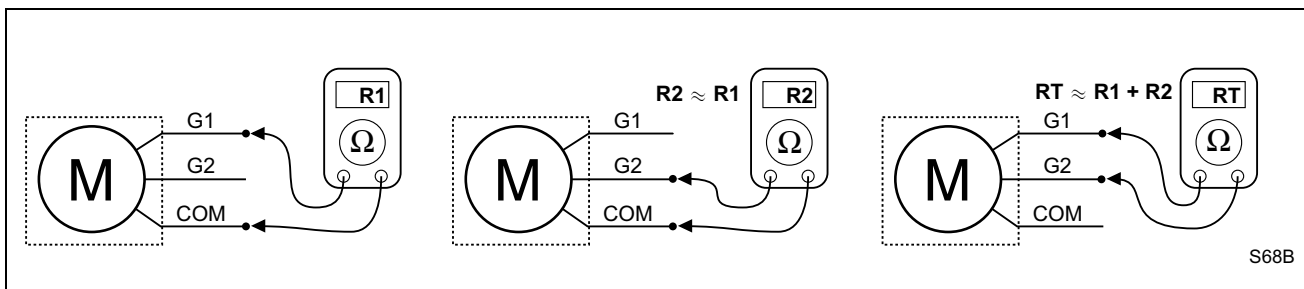 R1
G1
Ω
G2
M
COM
R2 ≈ R1
R2
G1
Ω
G2
M
COM
RT ≈ R1 + R2
RT
G1
Ω
G2
M
COM
S68B